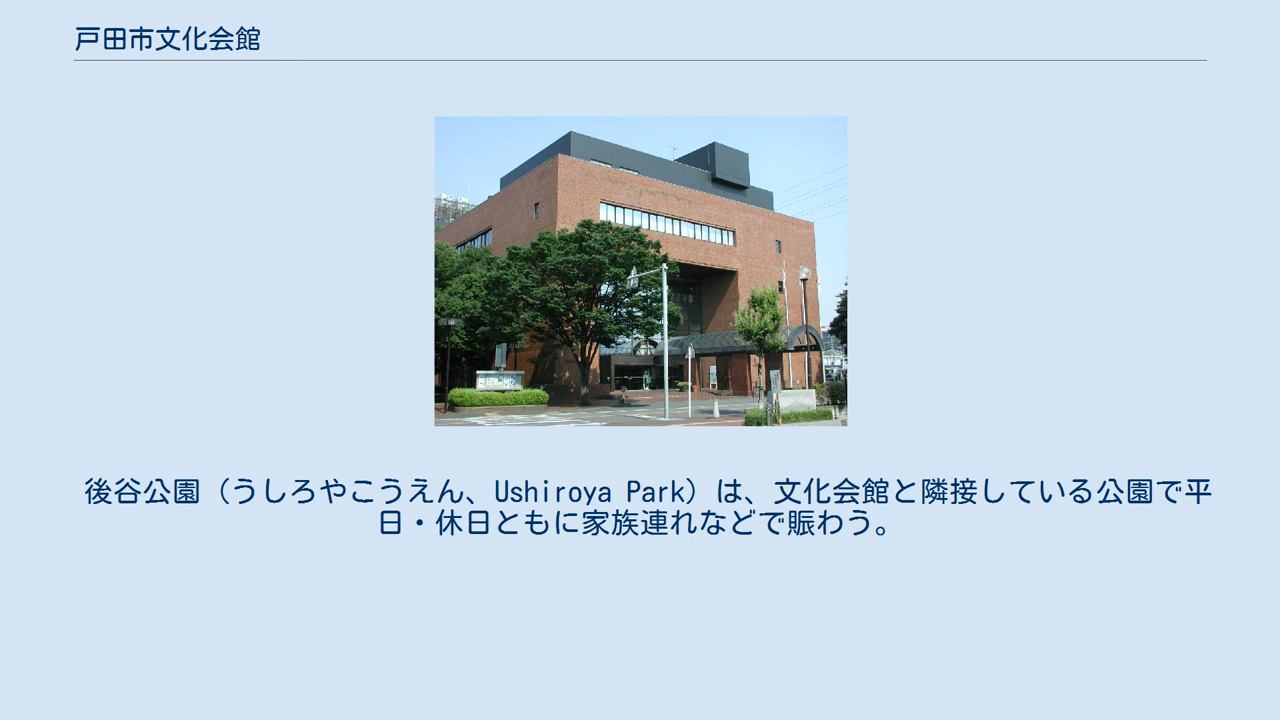 戸田市文化会館
後谷公園（うしろやこうえん、Ushiroya Park）は、文化会館と隣接している公園で平
日・休日ともに家族連れなどで賑わう。